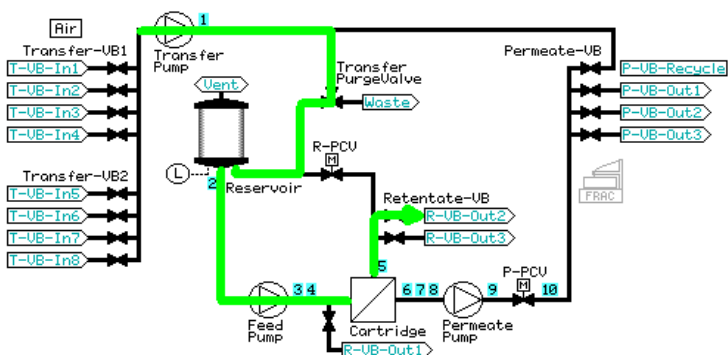 Air
1
Transfer-VB1
Transfer
Pump
Permeate-VB
T-VB-In1
T-VB-In2
T-VB-In3
T-VB-In4
Vent
Transfer
PurgeValve
Waste
P-VB-Recycle
P-VB-Out1
P-VB-Out2
P-VB-Out3
R-PCV
M
Transfer-VB2
L
2
Reservoir
FRAC
T-VB-In5
T-VB-In6
T-VB-In7
T-VB-In8
Retentate-VB
R-VB-Out2
R-VB-Out3
5
P-PCV
M
3 4
6 7 8
9
10
Feed
Pump
Cartridge
Permeate
Pump
R-VB-Out1